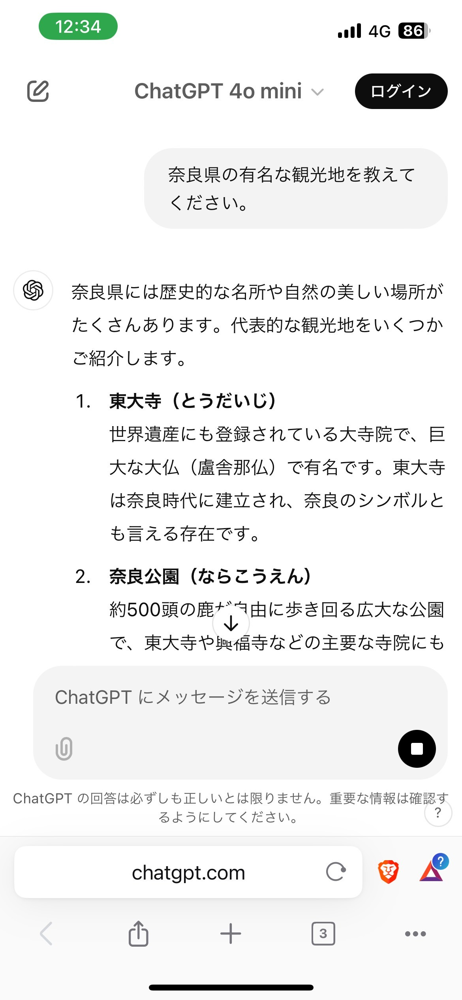 12:34
4G
86
ChatGPT 4o mini
ログイン
奈良県の有名な観光地を教えて
ください。
奈良県には歴史的な名所や自然の美しい場所が
たくさんあります。代表的な観光地をいくつか
ご紹介します。
1. 東大寺（とうだいじ）
世界遺産にも登録されている大寺院で、巨
大な大仏（盧舎那仏）で有名です。東大寺
は奈良時代に建立され、奈良のシンボルと
も言える存在です。
2. 奈良公園（ならこうえん）
約500頭の鹿が自由に歩き回る広大な公園
で、東大寺や興福寺などの主要な寺院にも
ChatGPT にメッセージを送信する
ChatGPT の回答は必ずしも正しいとは限りません。重要な情報は確認す
るようにしてください。
?
chatgpt.com
?
3